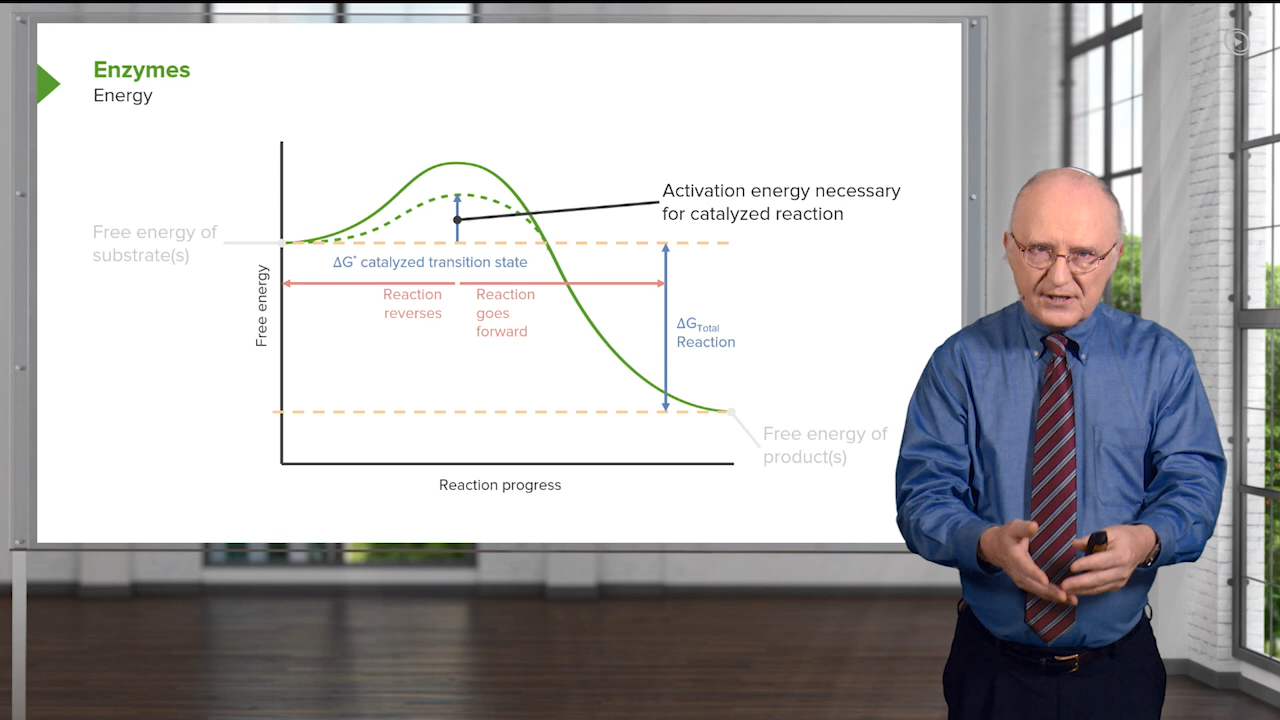 Enzymes
Energy
Activation energy necessary
for catalyzed reaction
Free energy of
substrate(s)
ΔG* catalyzed transition state
Reaction
reverses
Reaction
goes
forward
Free energy
ΔGTotal
Reaction
Free energy of
product(s)
Reaction progress